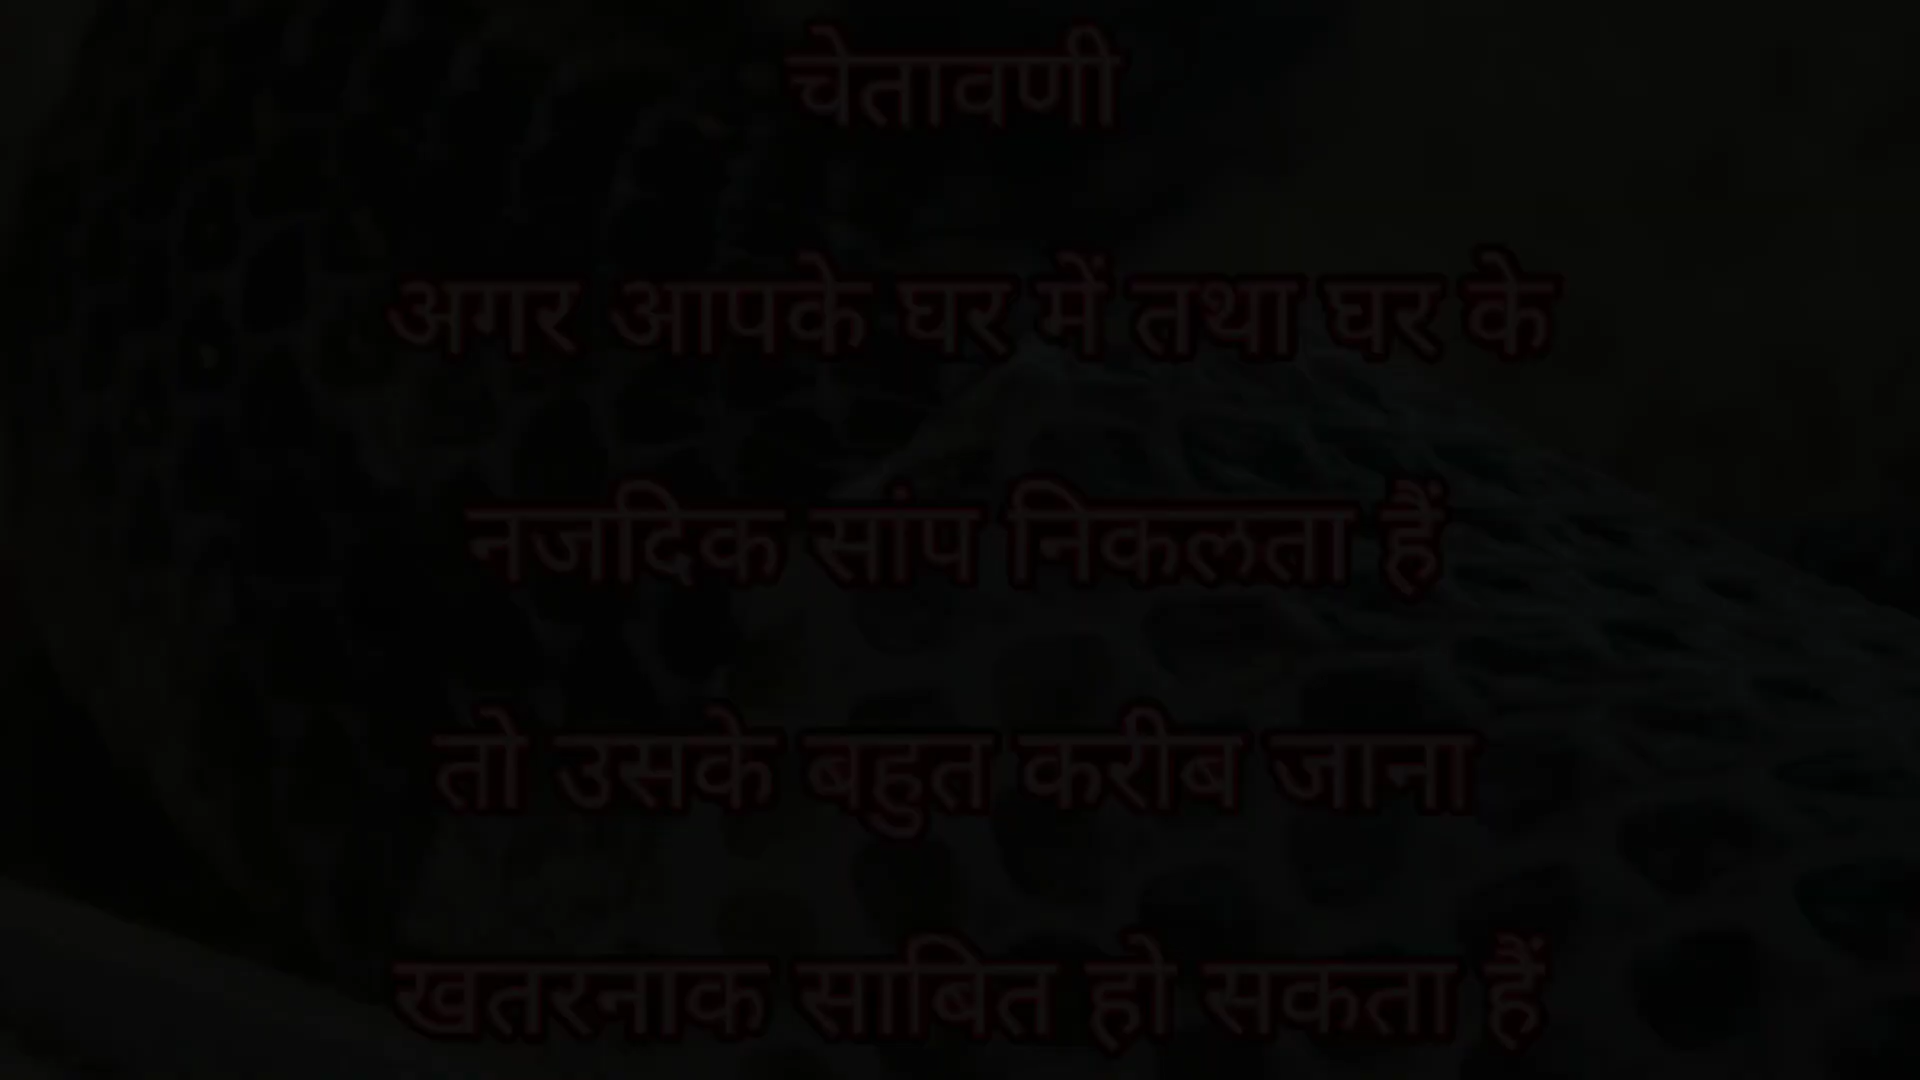 चेतावणी
अगर आपके घर में तथा घर के
नजदिक सांप निकलता हैं
तो उसके बहुत करीब जाना
खतरनाक साबित हो सकता हैं